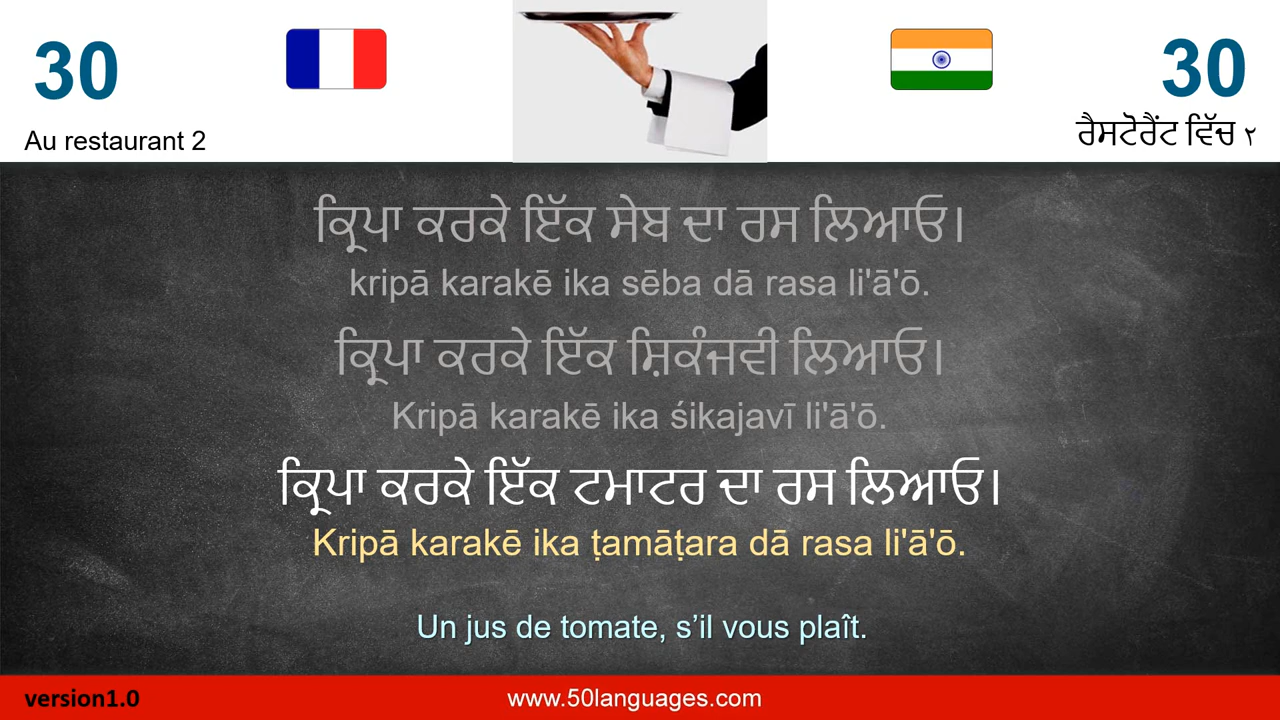 30
30
Au restaurant 2
ਰੈਸਟੋਰੈਂਟ ਵਿੱਚ ੨
ਕ੍ਰਿਪਾ ਕਰਕੇ ਇੱਕ ਸੇਬ ਦਾ ਰਸ ਲਿਆਓ।
kripā karakē ika sēba dā rasa li'ā'ō.
ਕ੍ਰਿਪਾ ਕਰਕੇ ਇੱਕ ਸ਼ਿਕੰਜਵੀ ਲਿਆਓ।
Kripā karakē ika śikajavī li'ā'ō.
ਕ੍ਰਿਪਾ ਕਰਕੇ ਇੱਕ ਟਮਾਟਰ ਦਾ ਰਸ ਲਿਆਓ।
Kripā karakē ika ṭamāṭara dā rasa li'ā'ō.
Un jus de tomate, s’il vous plaît.
version1.0
www.50languages.com